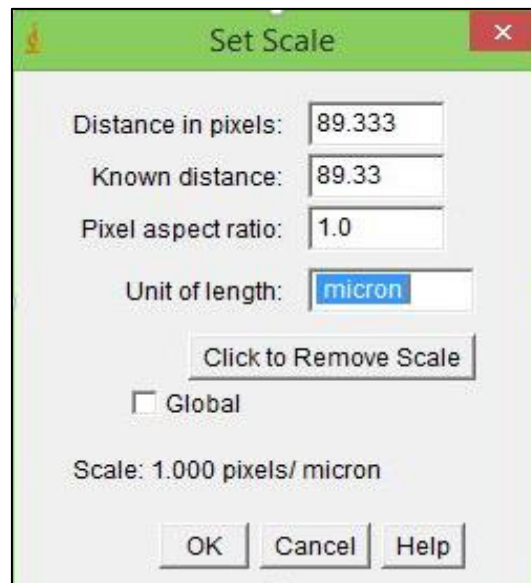 Set Scale
Distance in pixels: 89.333
Known distance: 89.33
Pixel aspect ratio: 1.0
Unit of length: micron
Click to Remove Scale
Global
Scale: 1.000 pixels/ micron
OK Cancel Help